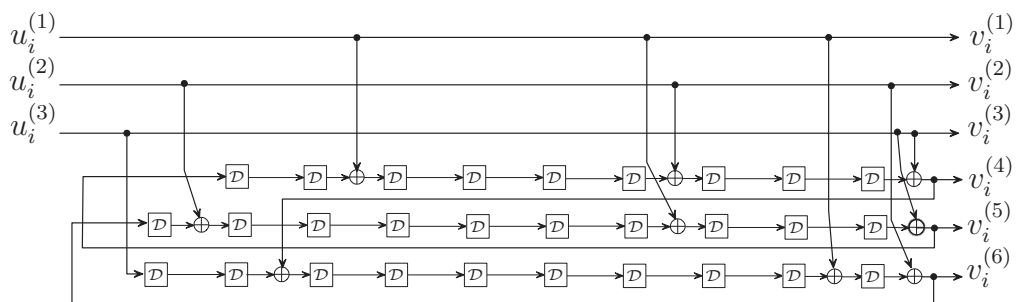 u_i^{(1)} v_i^{(1)}
u_i^{(2)} v_i^{(2)}
u_i^{(3)} v_i^{(3)}
D D D D D D D D D v_i^{(4)}
D D D D D D D D D D v_i^{(5)}
D D D D D D D D D D v_i^{(6)}